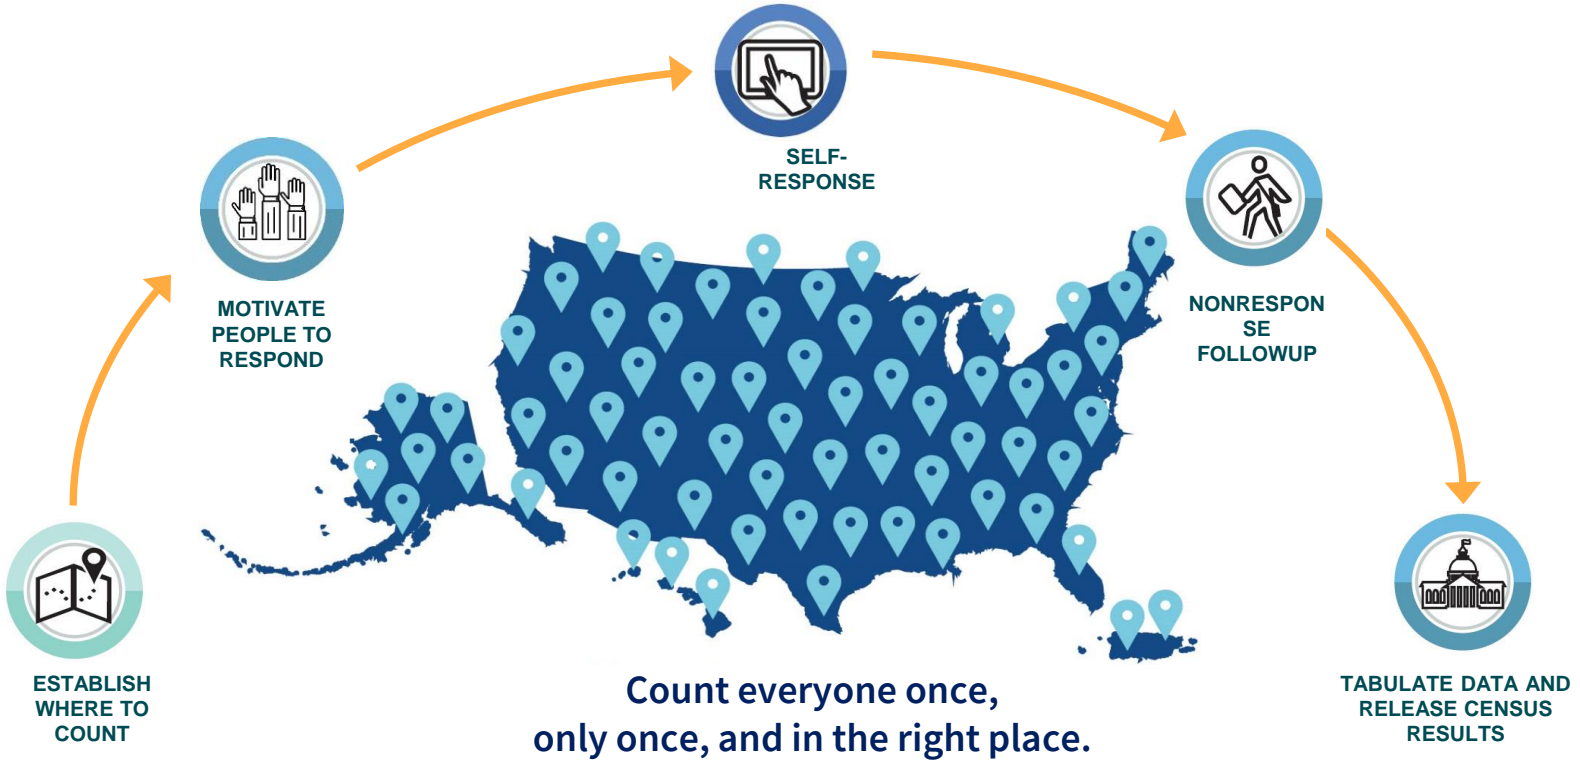 SELF-
RESPONSE
MOTIVATE
PEOPLE TO
RESPOND
NONRESPON
SE
FOLLOWUP
ESTABLISH
WHERE TO
COUNT
TABULATE DATA AND
RELEASE CENSUS
RESULTS
Count everyone once,
only once, and in the right place.